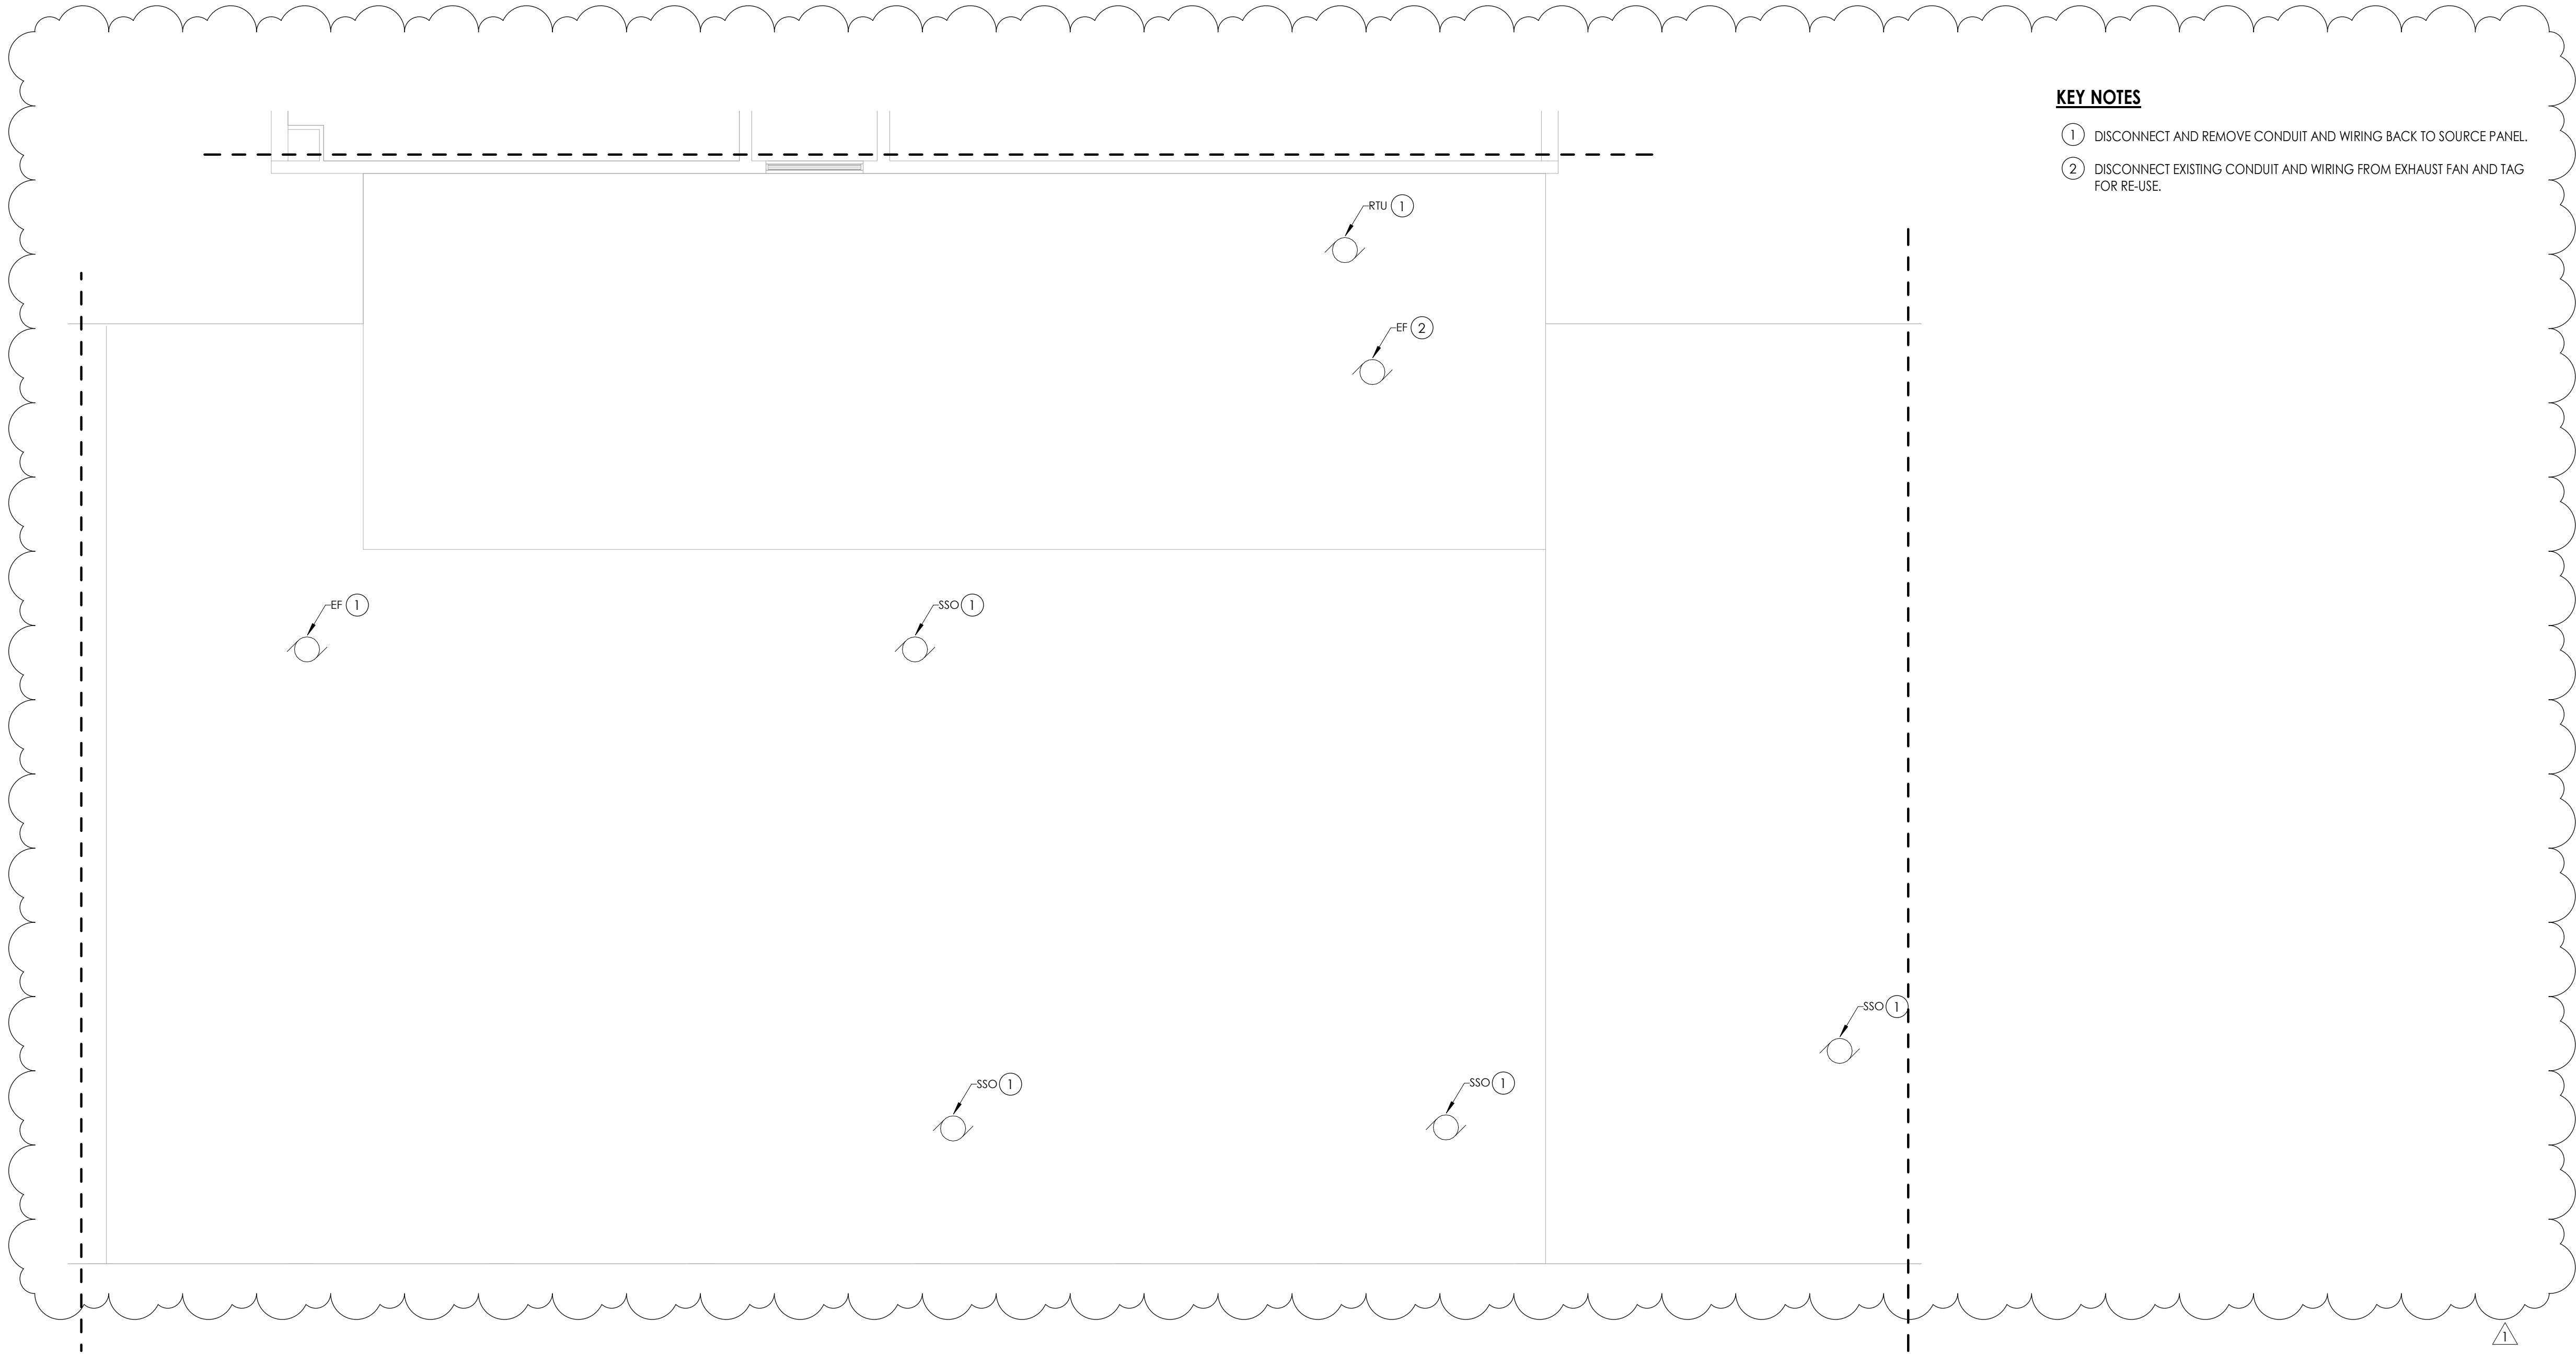 KEY NOTES
1 DISCONNECT AND REMOVE CONDUIT AND WIRING BACK TO SOURCE PANEL.
2 DISCONNECT EXISTING CONDUIT AND WIRING FROM EXHAUST FAN AND TAG
FOR RE-USE.
RTU 1
EF 2
EF 1
SSO 1
SSO 1
SSO 1
SSO 1
1